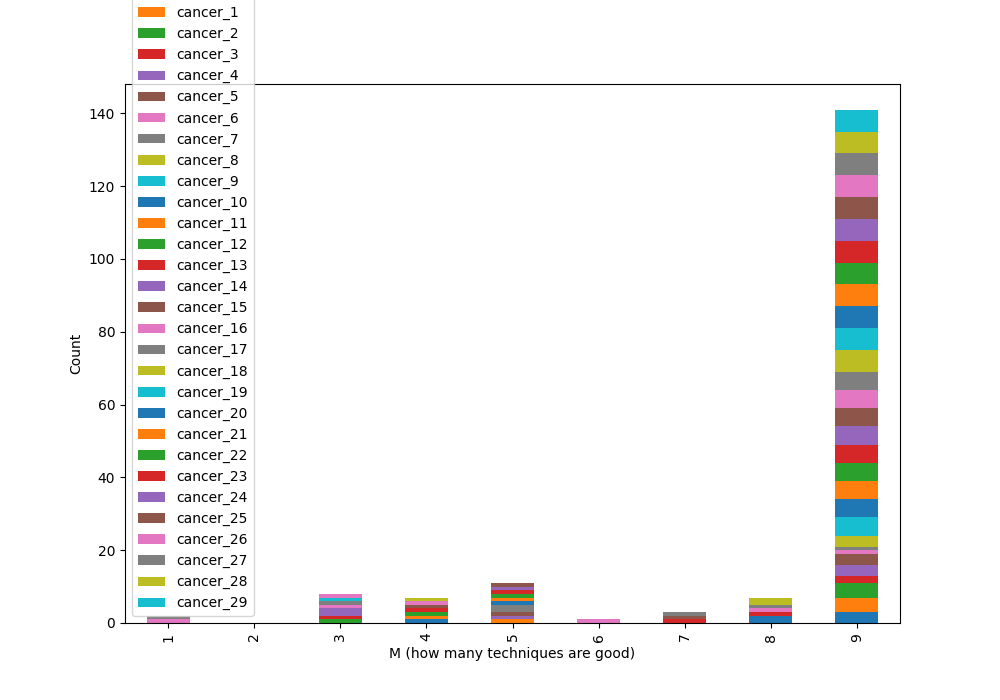 cancer_1
cancer_2
cancer_3
cancer_4
cancer_5
cancer_6
cancer_7
cancer_8
cancer_9
cancer_10
cancer_11
cancer_12
cancer_13
cancer_14
cancer_15
cancer_16
cancer_17
cancer_18
cancer_19
cancer_20
cancer_21
cancer_22
cancer_23
cancer_24
cancer_25
cancer_26
cancer_27
cancer_28
cancer_29
140
120
100
80
60
40
20
0
Count
1 2 3 4 5 6 7 8 9
M (how many techniques are good)